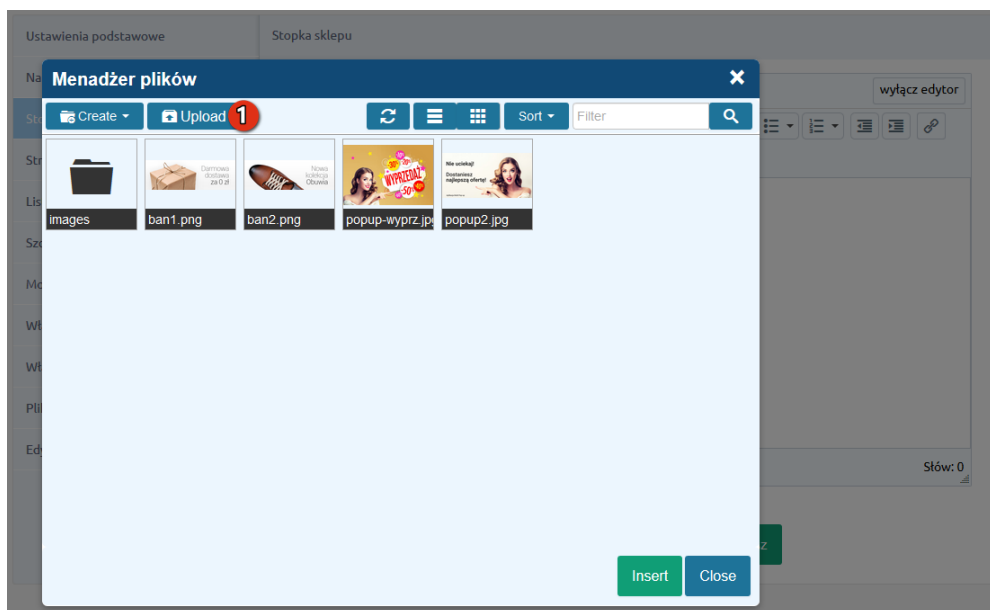 Ustawienia podstawowe
Stopka sklepu
Menadżer plików
wyłącz edytor
Create
Upload
1
Sort
Filter
Darmowa
dostawa
za 0 zł
Nowa
kolekcja
Obuwia
WYPRZEDAŻ
50
Nie uciekaj!
Dostaniesz
najlepszą ofertę!
images
ban1.png
ban2.png
popup-wyprz.jp
popup2.jpg
Słów: 0
Insert
Close